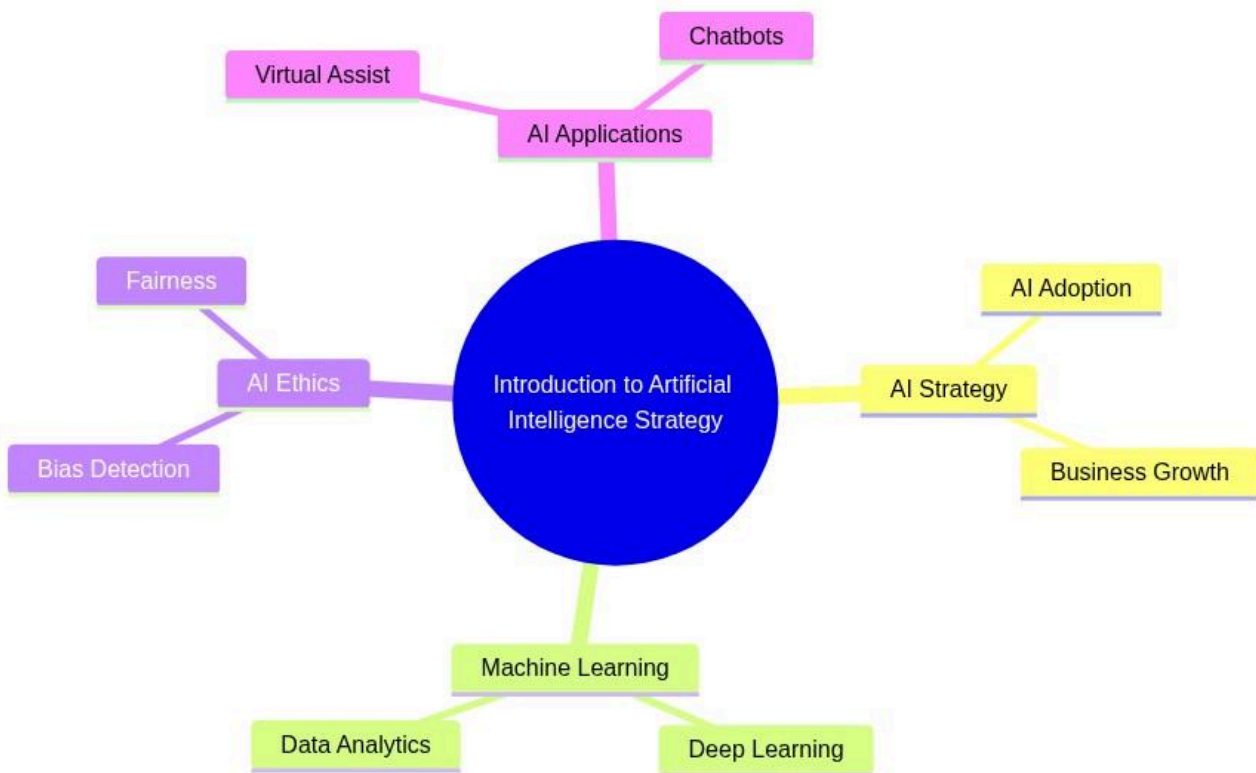 Chatbots
Virtual Assist
AI Applications
Fairness
AI Adoption
AI Ethics
Introduction to Artificial
Intelligence Strategy
AI Strategy
Bias Detection
Business Growth
Machine Learning
Data Analytics
Deep Learning